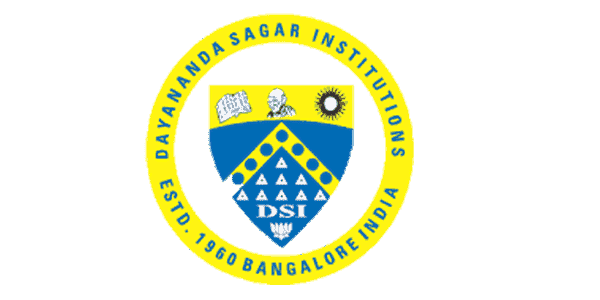 DAYANANDA SAGAR INSTITUTIONS
ESTD. 1960 BANGALORE INDIA
DSI